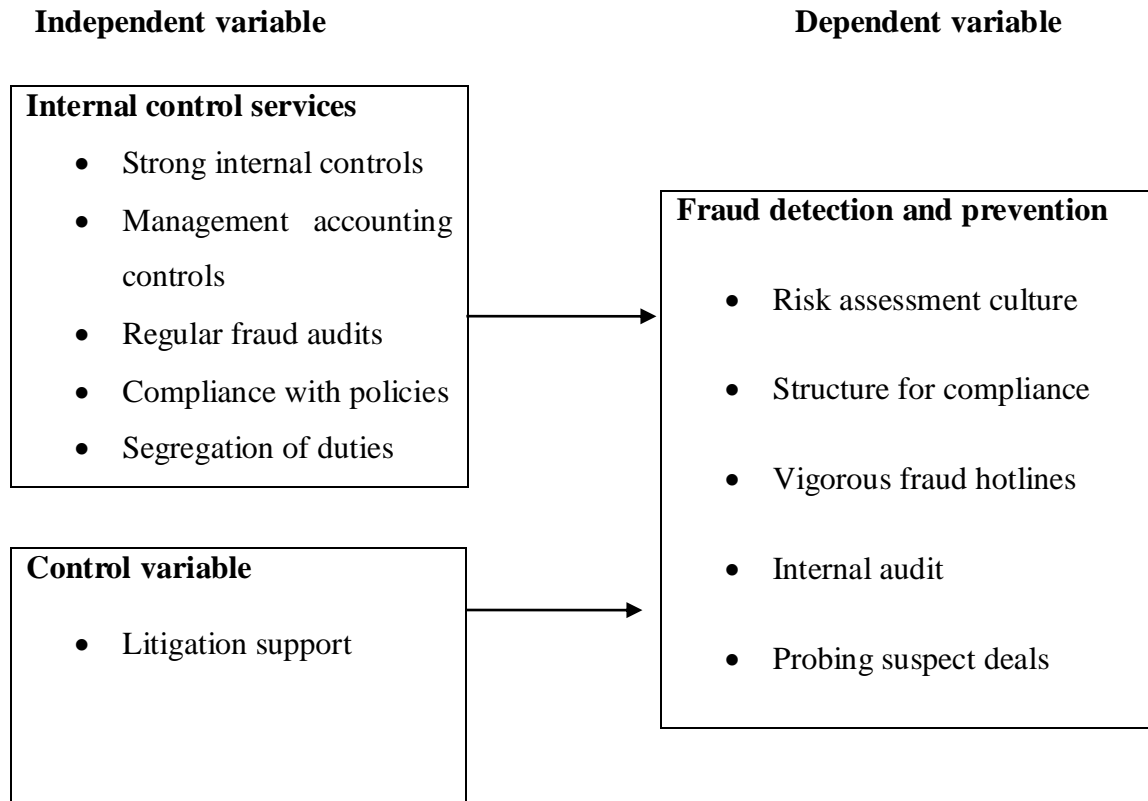 Independent variable
Dependent variable
Internal control services
• Strong internal controls
• Management accounting
controls
• Regular fraud audits
• Compliance with policies
• Segregation of duties
Control variable
• Litigation support
Fraud detection and prevention
• Risk assessment culture
• Structure for compliance
• Vigorous fraud hotlines
• Internal audit
• Probing suspect deals